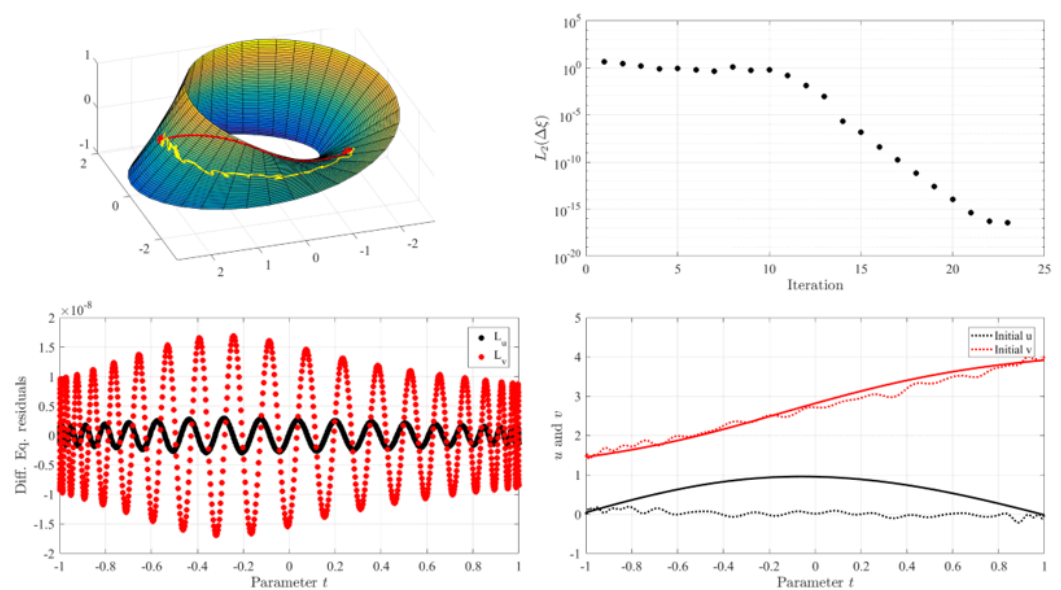 1
0
-1
2
0
-2
2
1
0
-1
-2
10^5
10^0
10^-5
10^-10
10^-15
10^-20
L_2(Δξ)
0 5 10 15 20 25
Iteration
×10^-8
2
1.5
1
0.5
0
-0.5
-1
-1.5
-2
Diff. Eq. residuals
L_u
L_v
-1 -0.8 -0.6 -0.4 -0.2 0 0.2 0.4 0.6 0.8 1
Parameter t
5
4
3
2
1
0
-1
u and v
Initial u
Initial v
-1 -0.8 -0.6 -0.4 -0.2 0 0.2 0.4 0.6 0.8 1
Parameter t